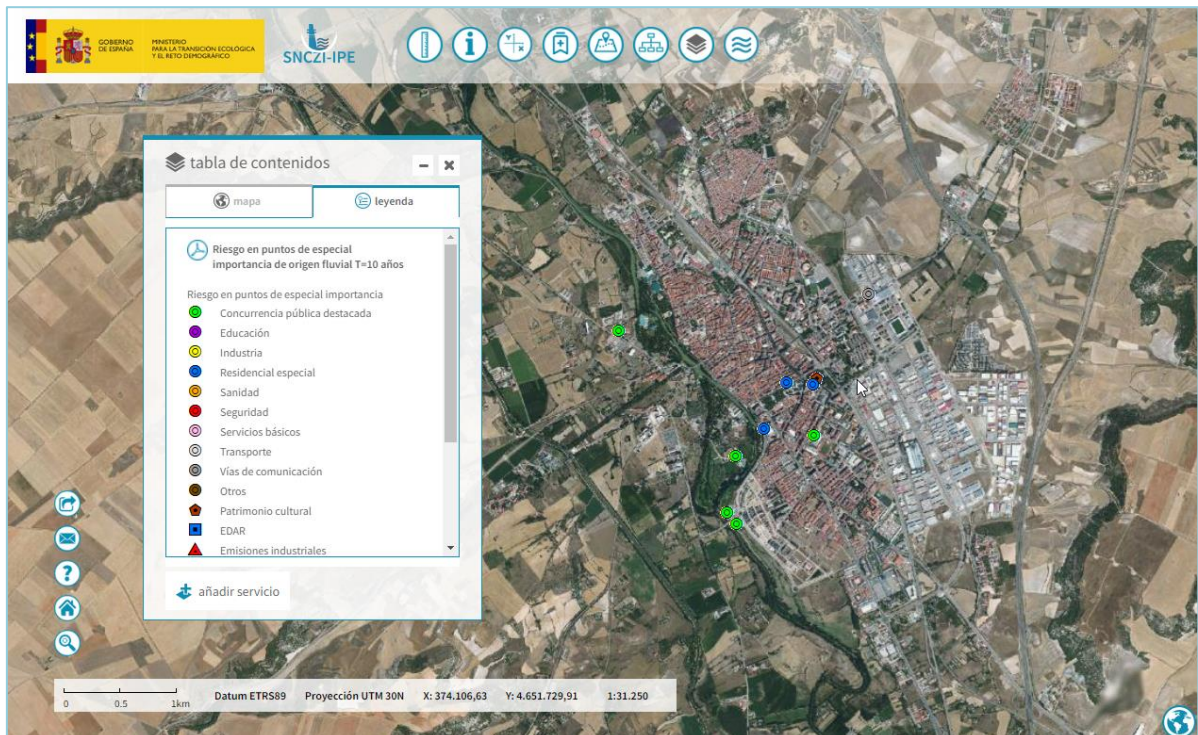 GOBIERNO
DE ESPAÑA
MINISTERIO
PARA LA TRANSICIÓN ECOLÓGICA
Y EL RETO DEMOGRÁFICO
SNCZI-IPE
tabla de contenidos
mapa
leyenda
Riesgo en puntos de especial
importancia de origen fluvial T=10 años
Riesgo en puntos de especial importancia
Concurrencia pública destacada
Educación
Industria
Residencial especial
Sanidad
Seguridad
Servicios básicos
Transporte
Vías de comunicación
Otros
Patrimonio cultural
EDAR
Emisiones industriales
añadir servicio
0 0.5 1km
Datum ETRS89 Proyección UTM 30N X: 374.106,63 Y: 4.651.729,91 1:31.250